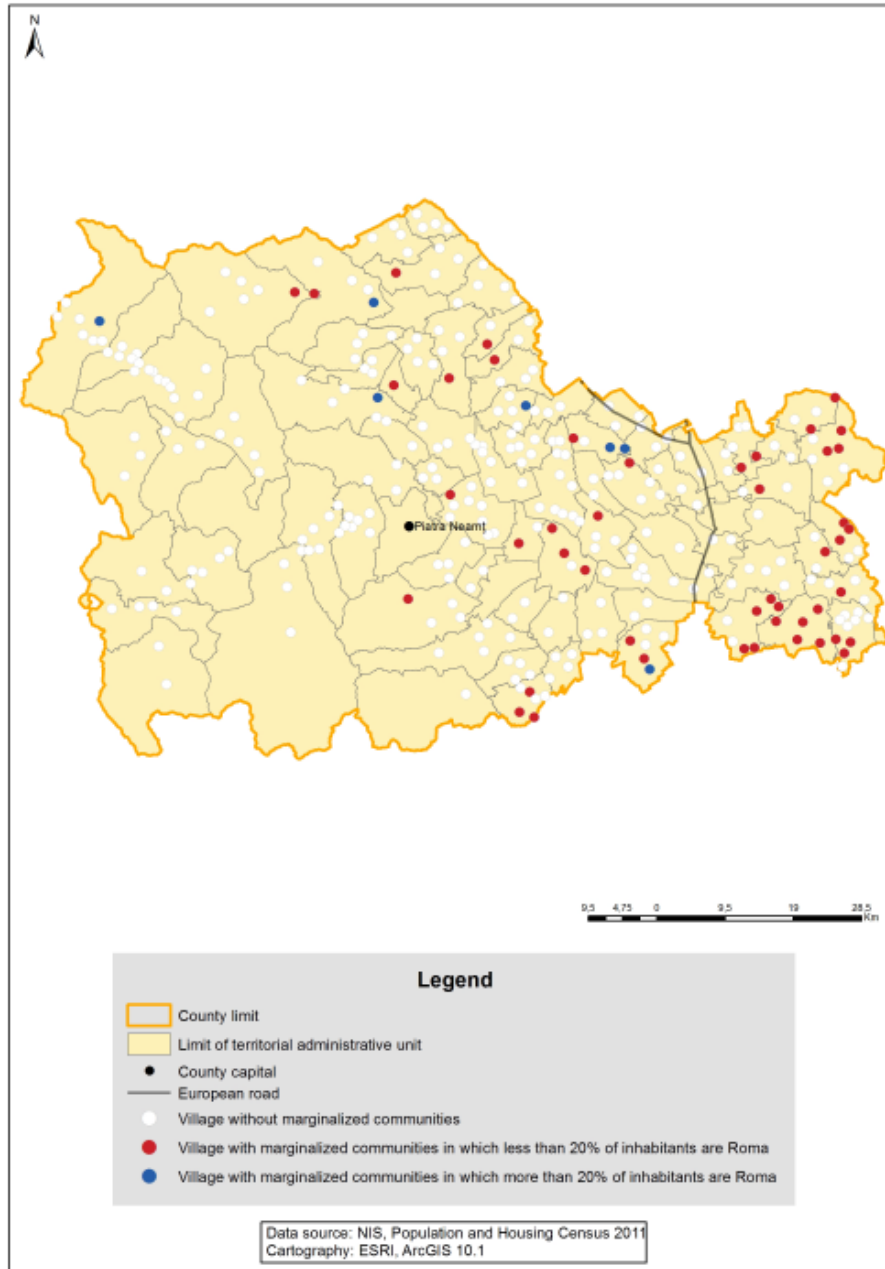 N
Piatra Neamt
9,5 4,75 0 9,5 19 28,5
Km
Legend
County limit
Limit of territorial administrative unit
County capital
European road
Village without marginalized communities
Village with marginalized communities in which less than 20% of inhabitants are Roma
Village with marginalized communities in which more than 20% of inhabitants are Roma
Data source: NIS, Population and Housing Census 2011
Cartography: ESRI, ArcGIS 10.1